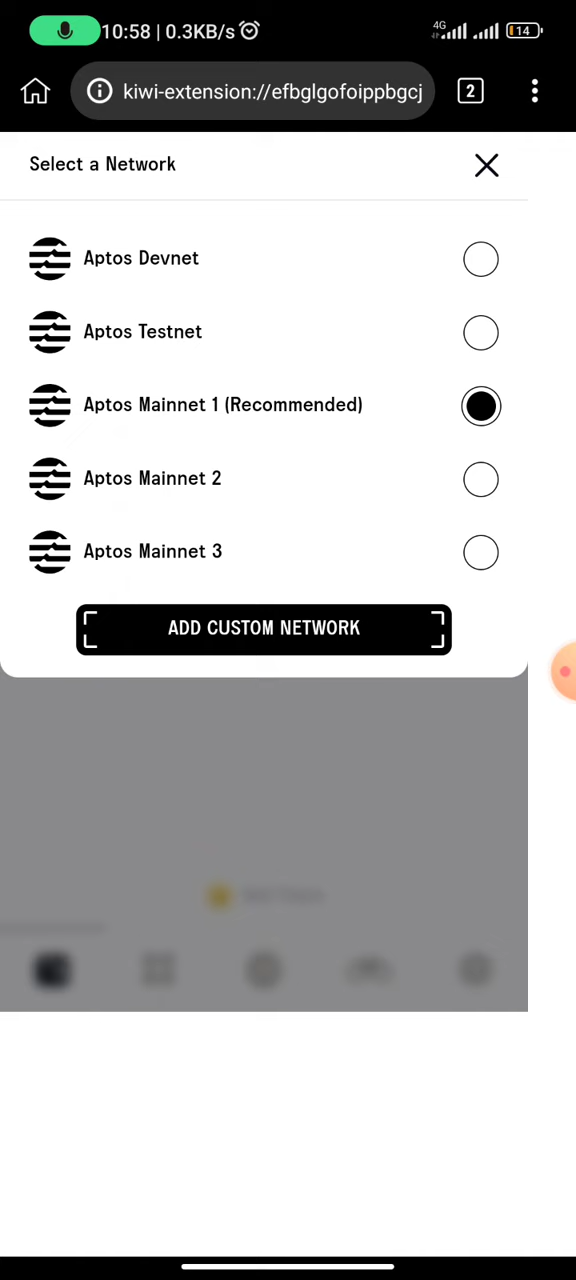 10:58 | 0.3KB/s
4G
14
kiwi-extension://efbglgofoippbgcj
2
Select a Network
Aptos Devnet
Aptos Testnet
Aptos Mainnet 1 (Recommended)
Aptos Mainnet 2
Aptos Mainnet 3
ADD CUSTOM NETWORK